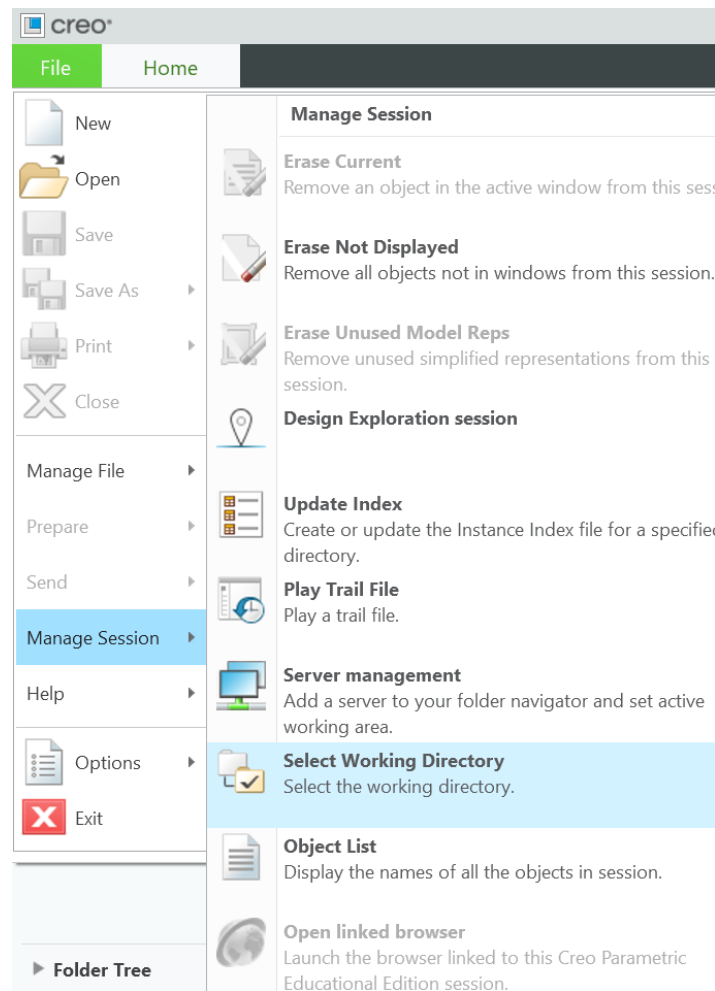 creo
File Home
New
Open
Save
Save As
Print
Close
Manage File
Prepare
Send
Manage Session
Help
Options
Exit
Folder Tree
Manage Session
Erase Current
Remove an object in the active window from this
Erase Not Displayed
Remove all objects not in windows from this session.
Erase Unused Model Reps
Remove unused simplified representations from this
session.
Design Exploration session
Update Index
Create or update the Instance Index file for a specified
directory.
Play Trail File
Play a trail file.
Server management
Add a server to your folder navigator and set active
working area.
Select Working Directory
Select the working directory.
Object List
Display the names of all the objects in session.
Open linked browser
Launch the browser linked to this Creo Parametric
Educational Edition session.